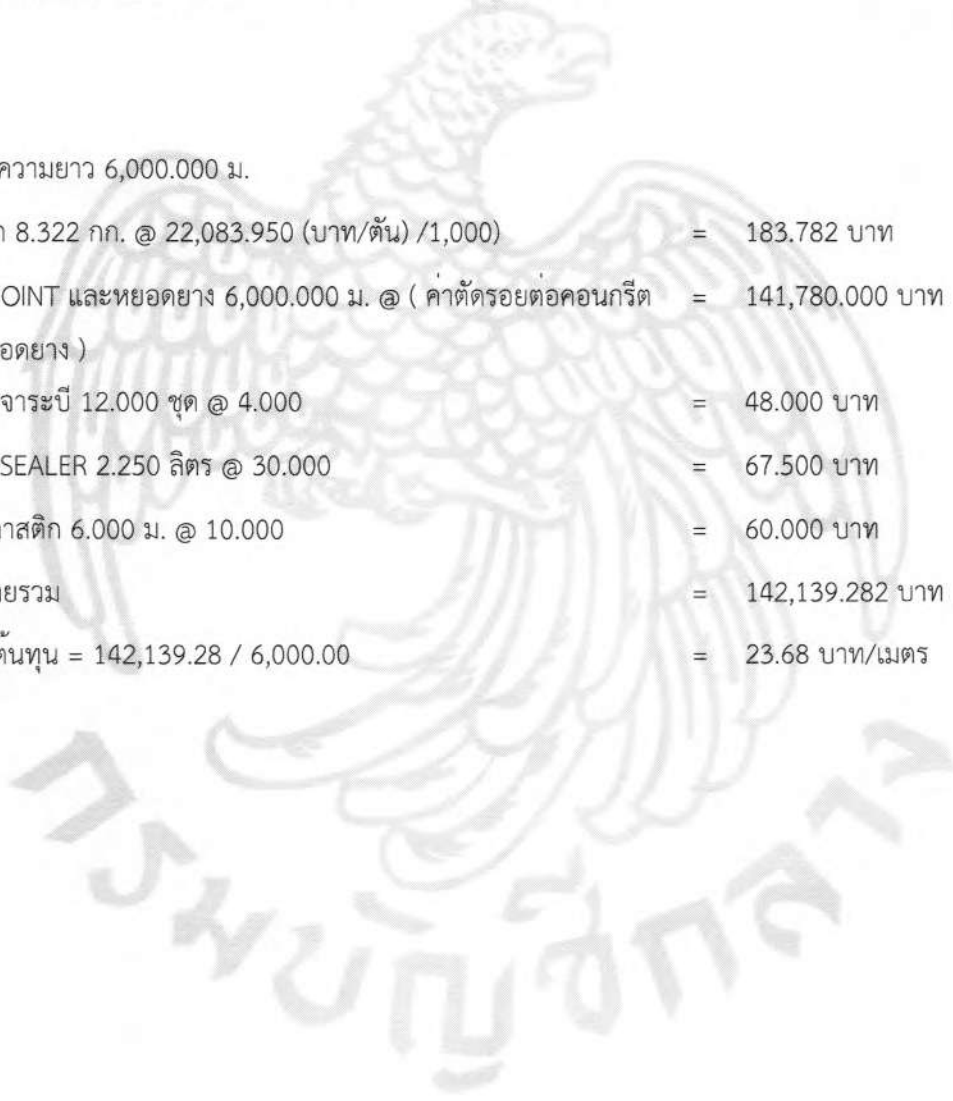 ความยาว 6,000.000 ม.
8.322 กก. @ 22,083.950 (บาท/ตัน) /1,000) = 183.782 บาท
OINT และหยอดยาง 6,000.000 ม. @ ( ค่าตัดรอยต่อคอนกรีต = 141,780.000 บาท
อดยาง )
จาระบี 12.000 ชุด @ 4.000 = 48.000 บาท
SEALER 2.250 ลิตร @ 30.000 = 67.500 บาท
าสติก 6.000 ม. @ 10.000 = 60.000 บาท
ยรวม = 142,139.282 บาท
ต้นทุน = 142,139.28 / 6,000.00 = 23.68 บาท/เมตร
กรมบัญชีกลาง